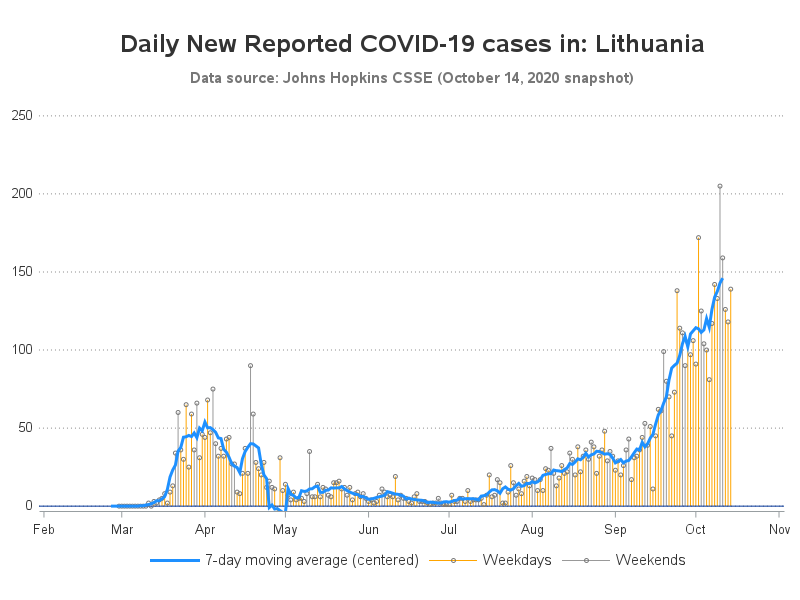 Daily New Reported COVID-19 cases in: Lithuania
Data source: Johns Hopkins CSSE (October 14, 2020 snapshot)
250
200
150
100
50
0
Feb Mar Apr May Jun Jul Aug Sep Oct Nov
7-day moving average (centered) Weekdays Weekends